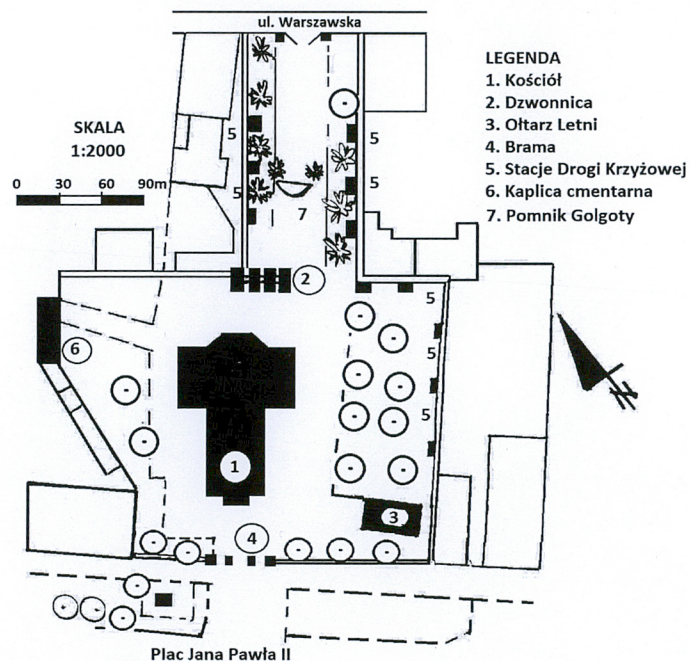 ul. Warszawska
LEGENDA
1. Kościół
2. Dzwonnica
3. Ołtarz Letni
4. Brama
5. Stacje Drogi Krzyżowej
6. Kaplica cmentarna
7. Pomnik Golgoty
SKALA
1:2000
0 30 60 90m
5
5
5
5
7
2
5
6
5
5
1
3
4
Plac Jana Pawła II